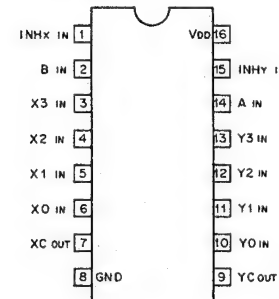 INHX IN 1 VDD 16
B IN 2 15 INHY I
X3 IN 3 14 A IN
X2 IN 4 13 Y3 IN
X1 IN 5 12 Y2 IN
X0 IN 6 11 Y1 IN
XC OUT 7 10 Y0 IN
8 GND 9 YC OUT